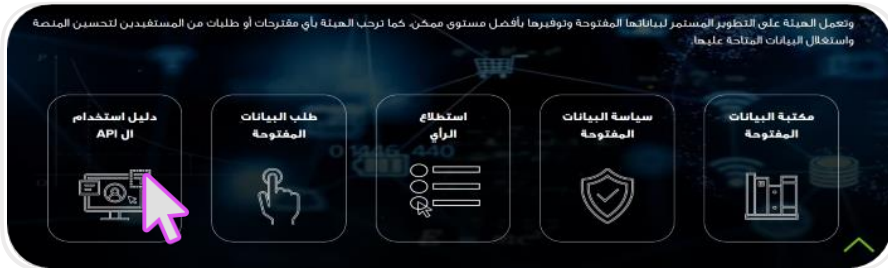 وتعمل الهيئة على التطوير المستمر لبياناتها المفتوحة وتوفيرها بأفضل مستوى ممكن. كما ترحب الهيئة بأي مقترحات أو طلبات من المستفيدين لتحسين المنصة
واستغلال البيانات المتاحة عليها.
مكتبة البيانات
المفتوحة
سياسة البيانات
المفتوحة
استطلاع
الرأي
طلب البيانات
المفتوحة
دليل استخدام
ال API